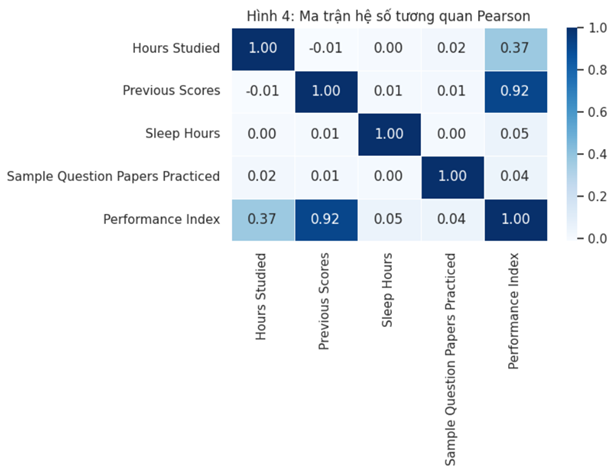 Hình 4: Ma trận hệ số tương quan Pearson
Hours Studied 1.00 -0.01 0.00 0.02 0.37
Previous Scores -0.01 1.00 0.01 0.01 0.92
Sleep Hours 0.00 0.01 1.00 0.00 0.05
Sample Question Papers Practiced 0.02 0.01 0.00 1.00 0.04
Performance Index 0.37 0.92 0.05 0.04 1.00
Hours Studied
Previous Scores
Sleep Hours
Sample Question Papers Practiced
Performance Index
1.0
0.8
0.6
0.4
0.2
0.0